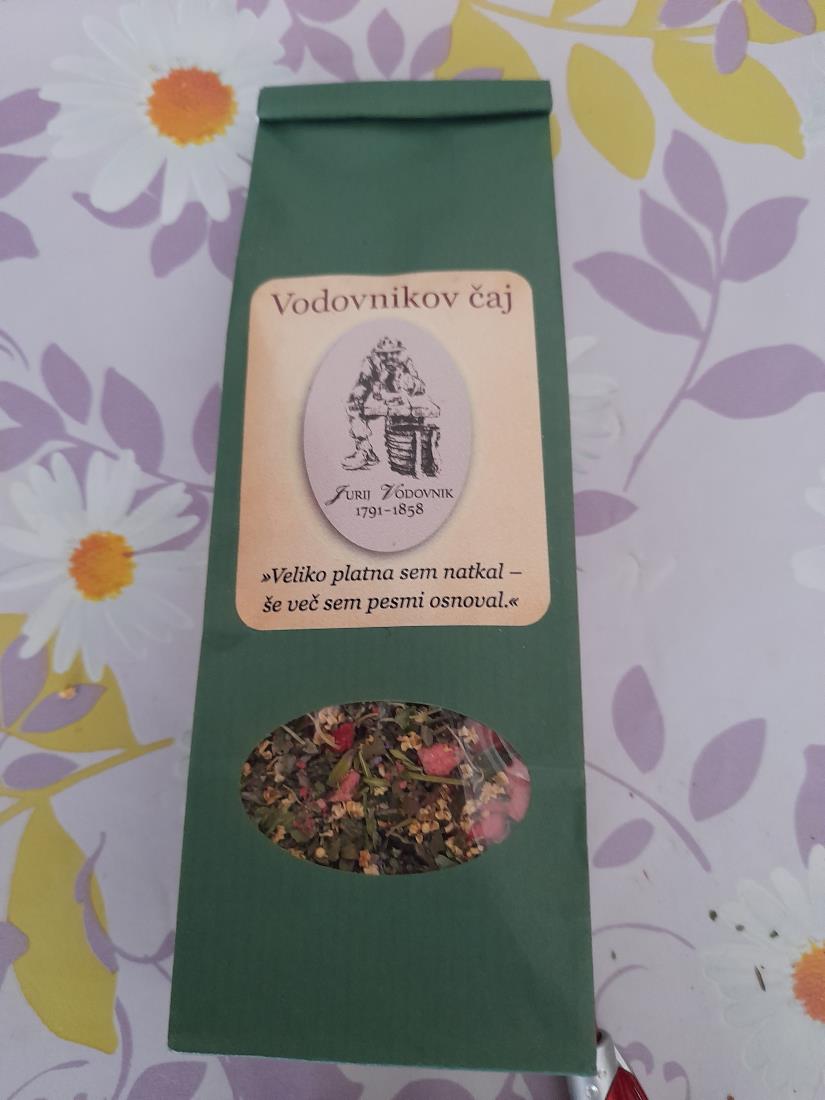 Vodovnikov čaj
Jurij Vodovnik
1791-1858
»Veliko platna sem natkal –
še več sem pesmi osnoval.«